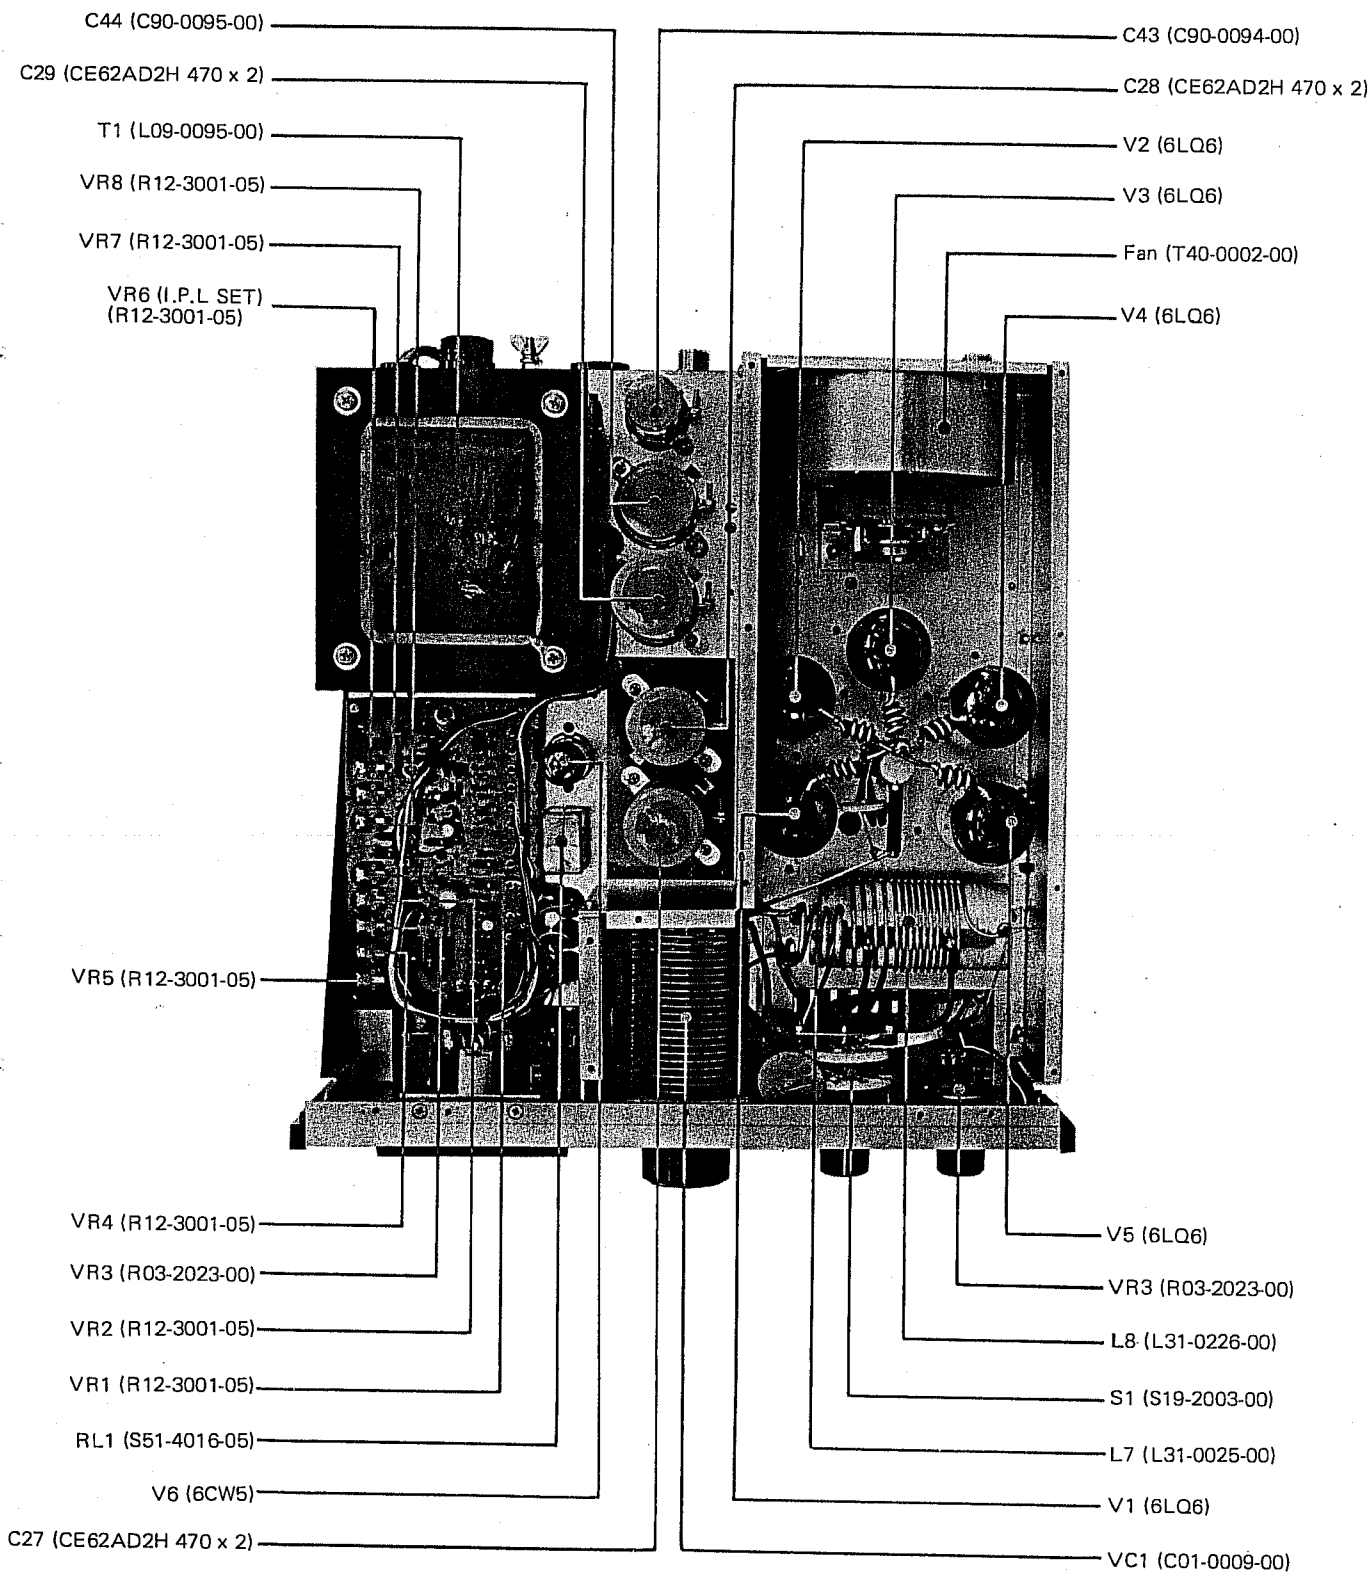 C44 (C90-0095-00)
C29 (CE62AD2H 470 x 2)
T1 (L09-0095-00)
VR8 (R12-3001-05)
VR7 (R12-3001-05)
VR6 (I.P.L SET)
(R12-3001-05)
VR5 (R12-3001-05)
VR4 (R12-3001-05)
VR3 (R03-2023-00)
VR2 (R12-3001-05)
VR1 (R12-3001-05)
RL1 (S51-4016-05)
V6 (6CW5)
C27 (CE62AD2H 470 x 2)
C43 (C90-0094-00)
C28 (CE62AD2H 470 x 2)
V2 (6LQ6)
V3 (6LQ6)
Fan (T40-0002-00)
V4 (6LQ6)
V5 (6LQ6)
VR3 (R03-2023-00)
L8 (L31-0226-00)
S1 (S19-2003-00)
L7 (L31-0025-00)
V1 (6LQ6)
VC1 (C01-0009-00)